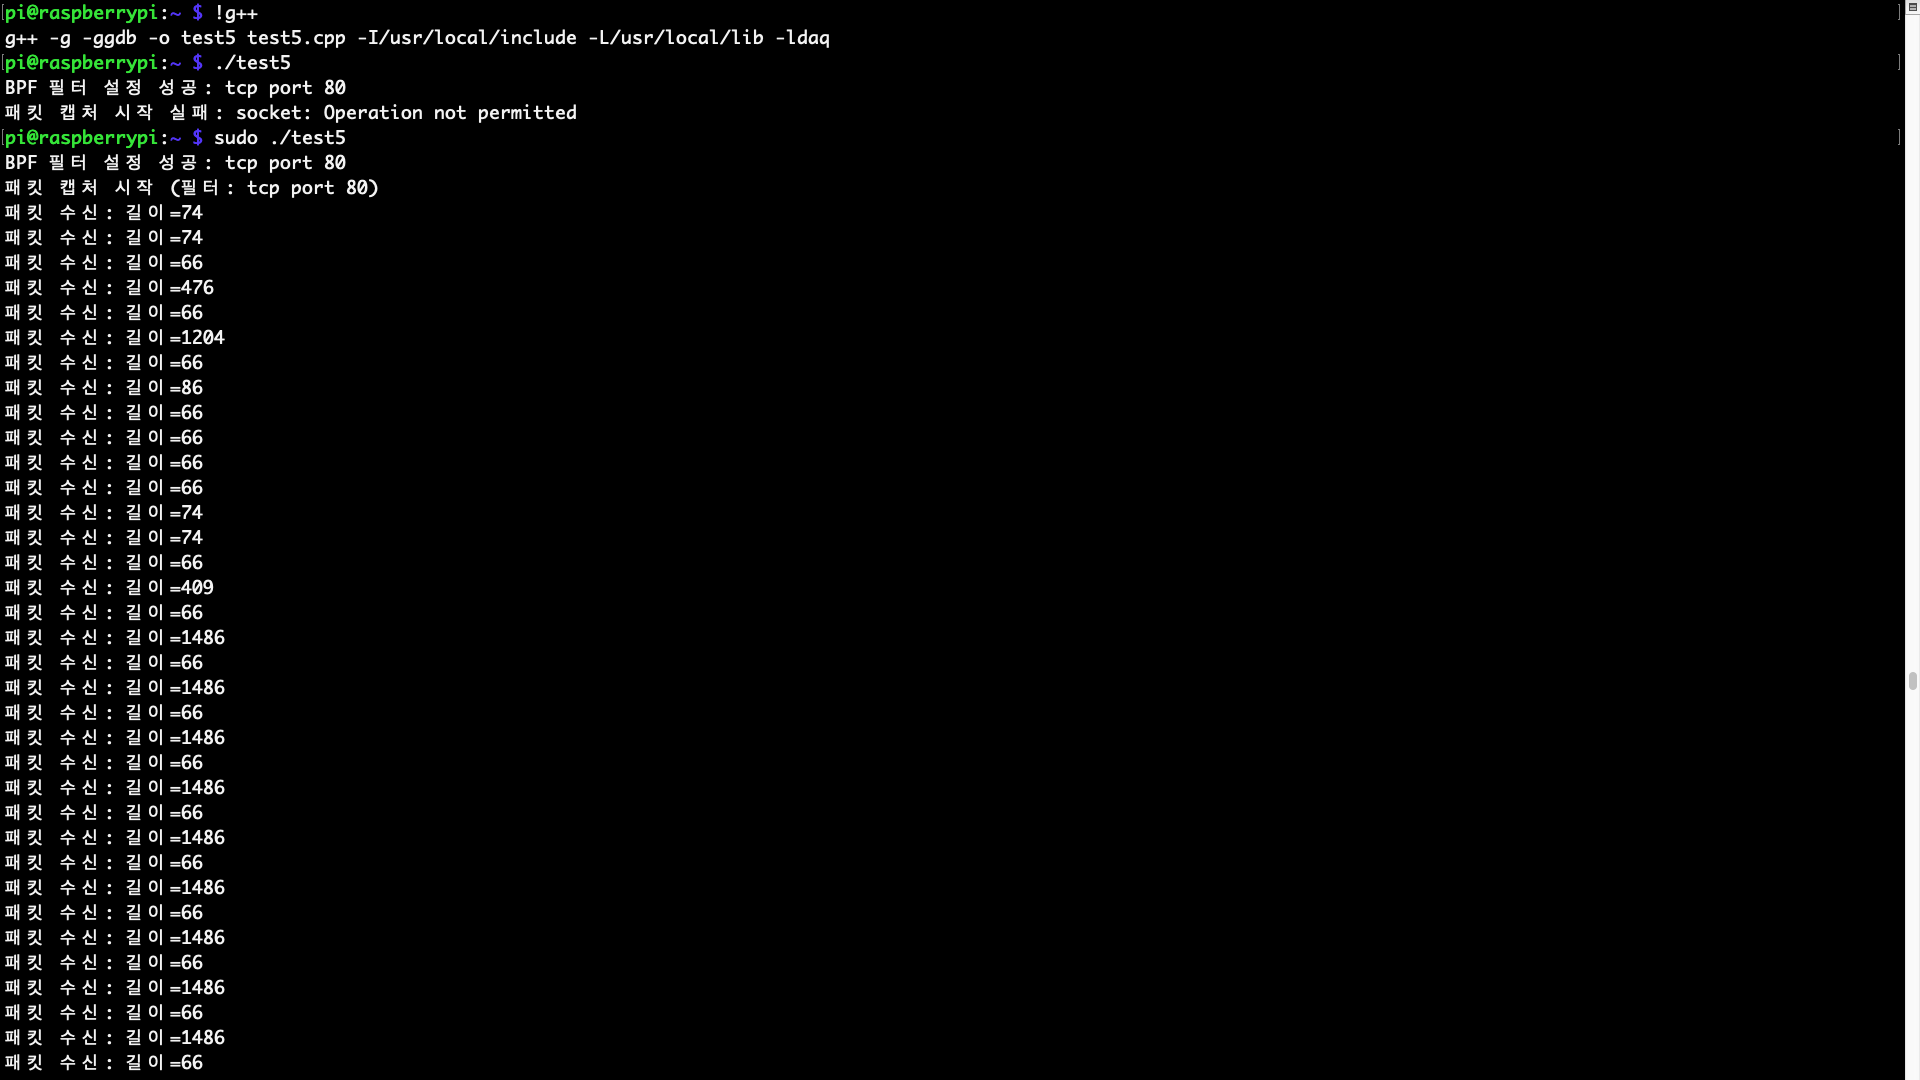 pi@raspberrypi:~ $ !g++
g++ -g -ggdb -o test5 test5.cpp -I/usr/local/include -L/usr/local/lib -ldaq
pi@raspberrypi:~ $ ./test5
BPF 필터 설정 성공: tcp port 80
패킷 캡처 시작 실패: socket: Operation not permitted
pi@raspberrypi:~ $ sudo ./test5
BPF 필터 설정 성공: tcp port 80
패킷 캡처 시작 (필터: tcp port 80)
패킷 수신: 길이=74
패킷 수신: 길이=74
패킷 수신: 길이=66
패킷 수신: 길이=476
패킷 수신: 길이=66
패킷 수신: 길이=1204
패킷 수신: 길이=66
패킷 수신: 길이=86
패킷 수신: 길이=66
패킷 수신: 길이=66
패킷 수신: 길이=66
패킷 수신: 길이=66
패킷 수신: 길이=74
패킷 수신: 길이=74
패킷 수신: 길이=66
패킷 수신: 길이=409
패킷 수신: 길이=66
패킷 수신: 길이=1486
패킷 수신: 길이=66
패킷 수신: 길이=1486
패킷 수신: 길이=66
패킷 수신: 길이=1486
패킷 수신: 길이=66
패킷 수신: 길이=1486
패킷 수신: 길이=66
패킷 수신: 길이=1486
패킷 수신: 길이=66
패킷 수신: 길이=1486
패킷 수신: 길이=66
패킷 수신: 길이=1486
패킷 수신: 길이=66
패킷 수신: 길이=1486
패킷 수신: 길이=66
패킷 수신: 길이=1486
패킷 수신: 길이=66